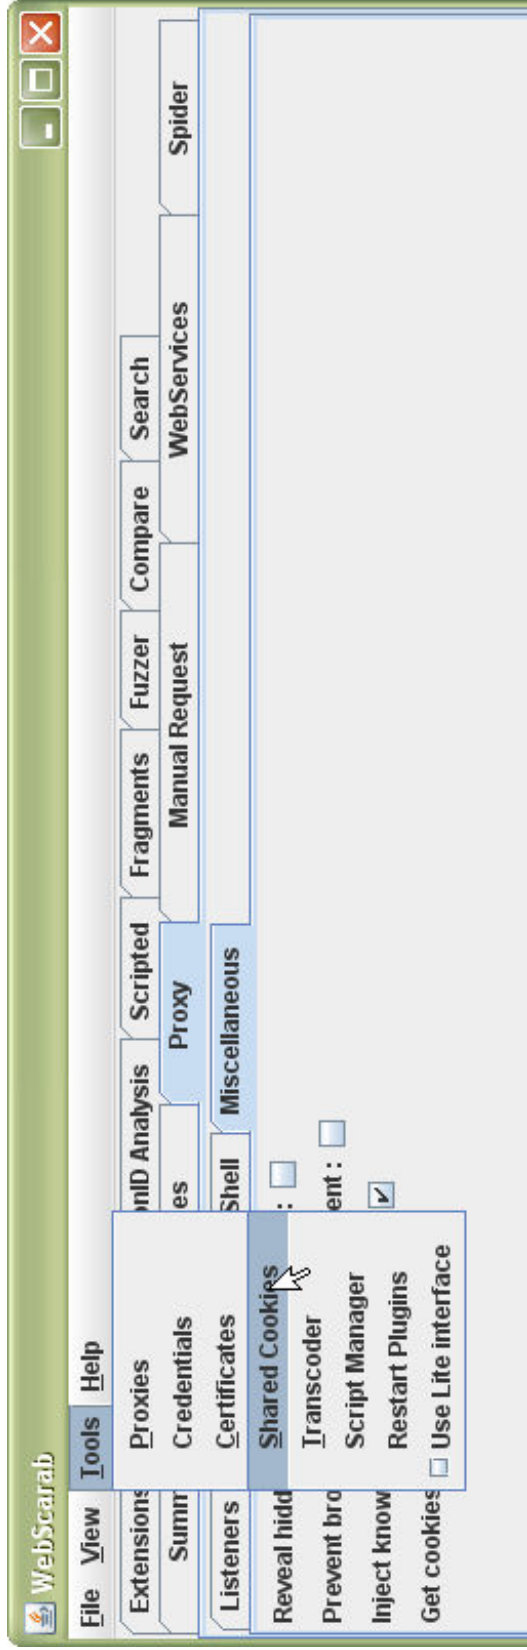 WebScarab
File View Tools Help
Extensions onID Analysis Scripted Fragments Fuzzer Compare Search
Summ es Proxy Manual Request WebServices Spider
Listeners Shell Miscellaneous
Proxies
Credentials
Certificates
Shared Cookies
Transcoder
Script Manager
Restart Plugins
Use Lite interface
Reveal hidd :
Prevent bro ent :
Inject know
Get cookies